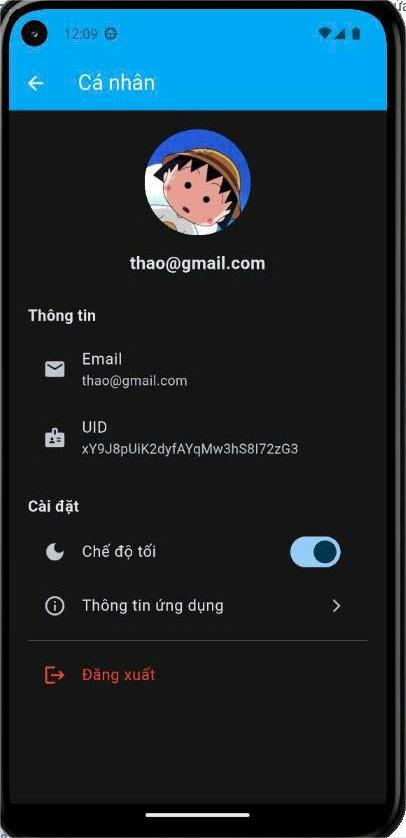 12:09
Cá nhân
thao@gmail.com
Thông tin
Email
thao@gmail.com
UID
xY9J8pUiK2dyfAYqMw3hS8I72zG3
Cài đặt
Chế độ tối
Thông tin ứng dụng
Đăng xuất